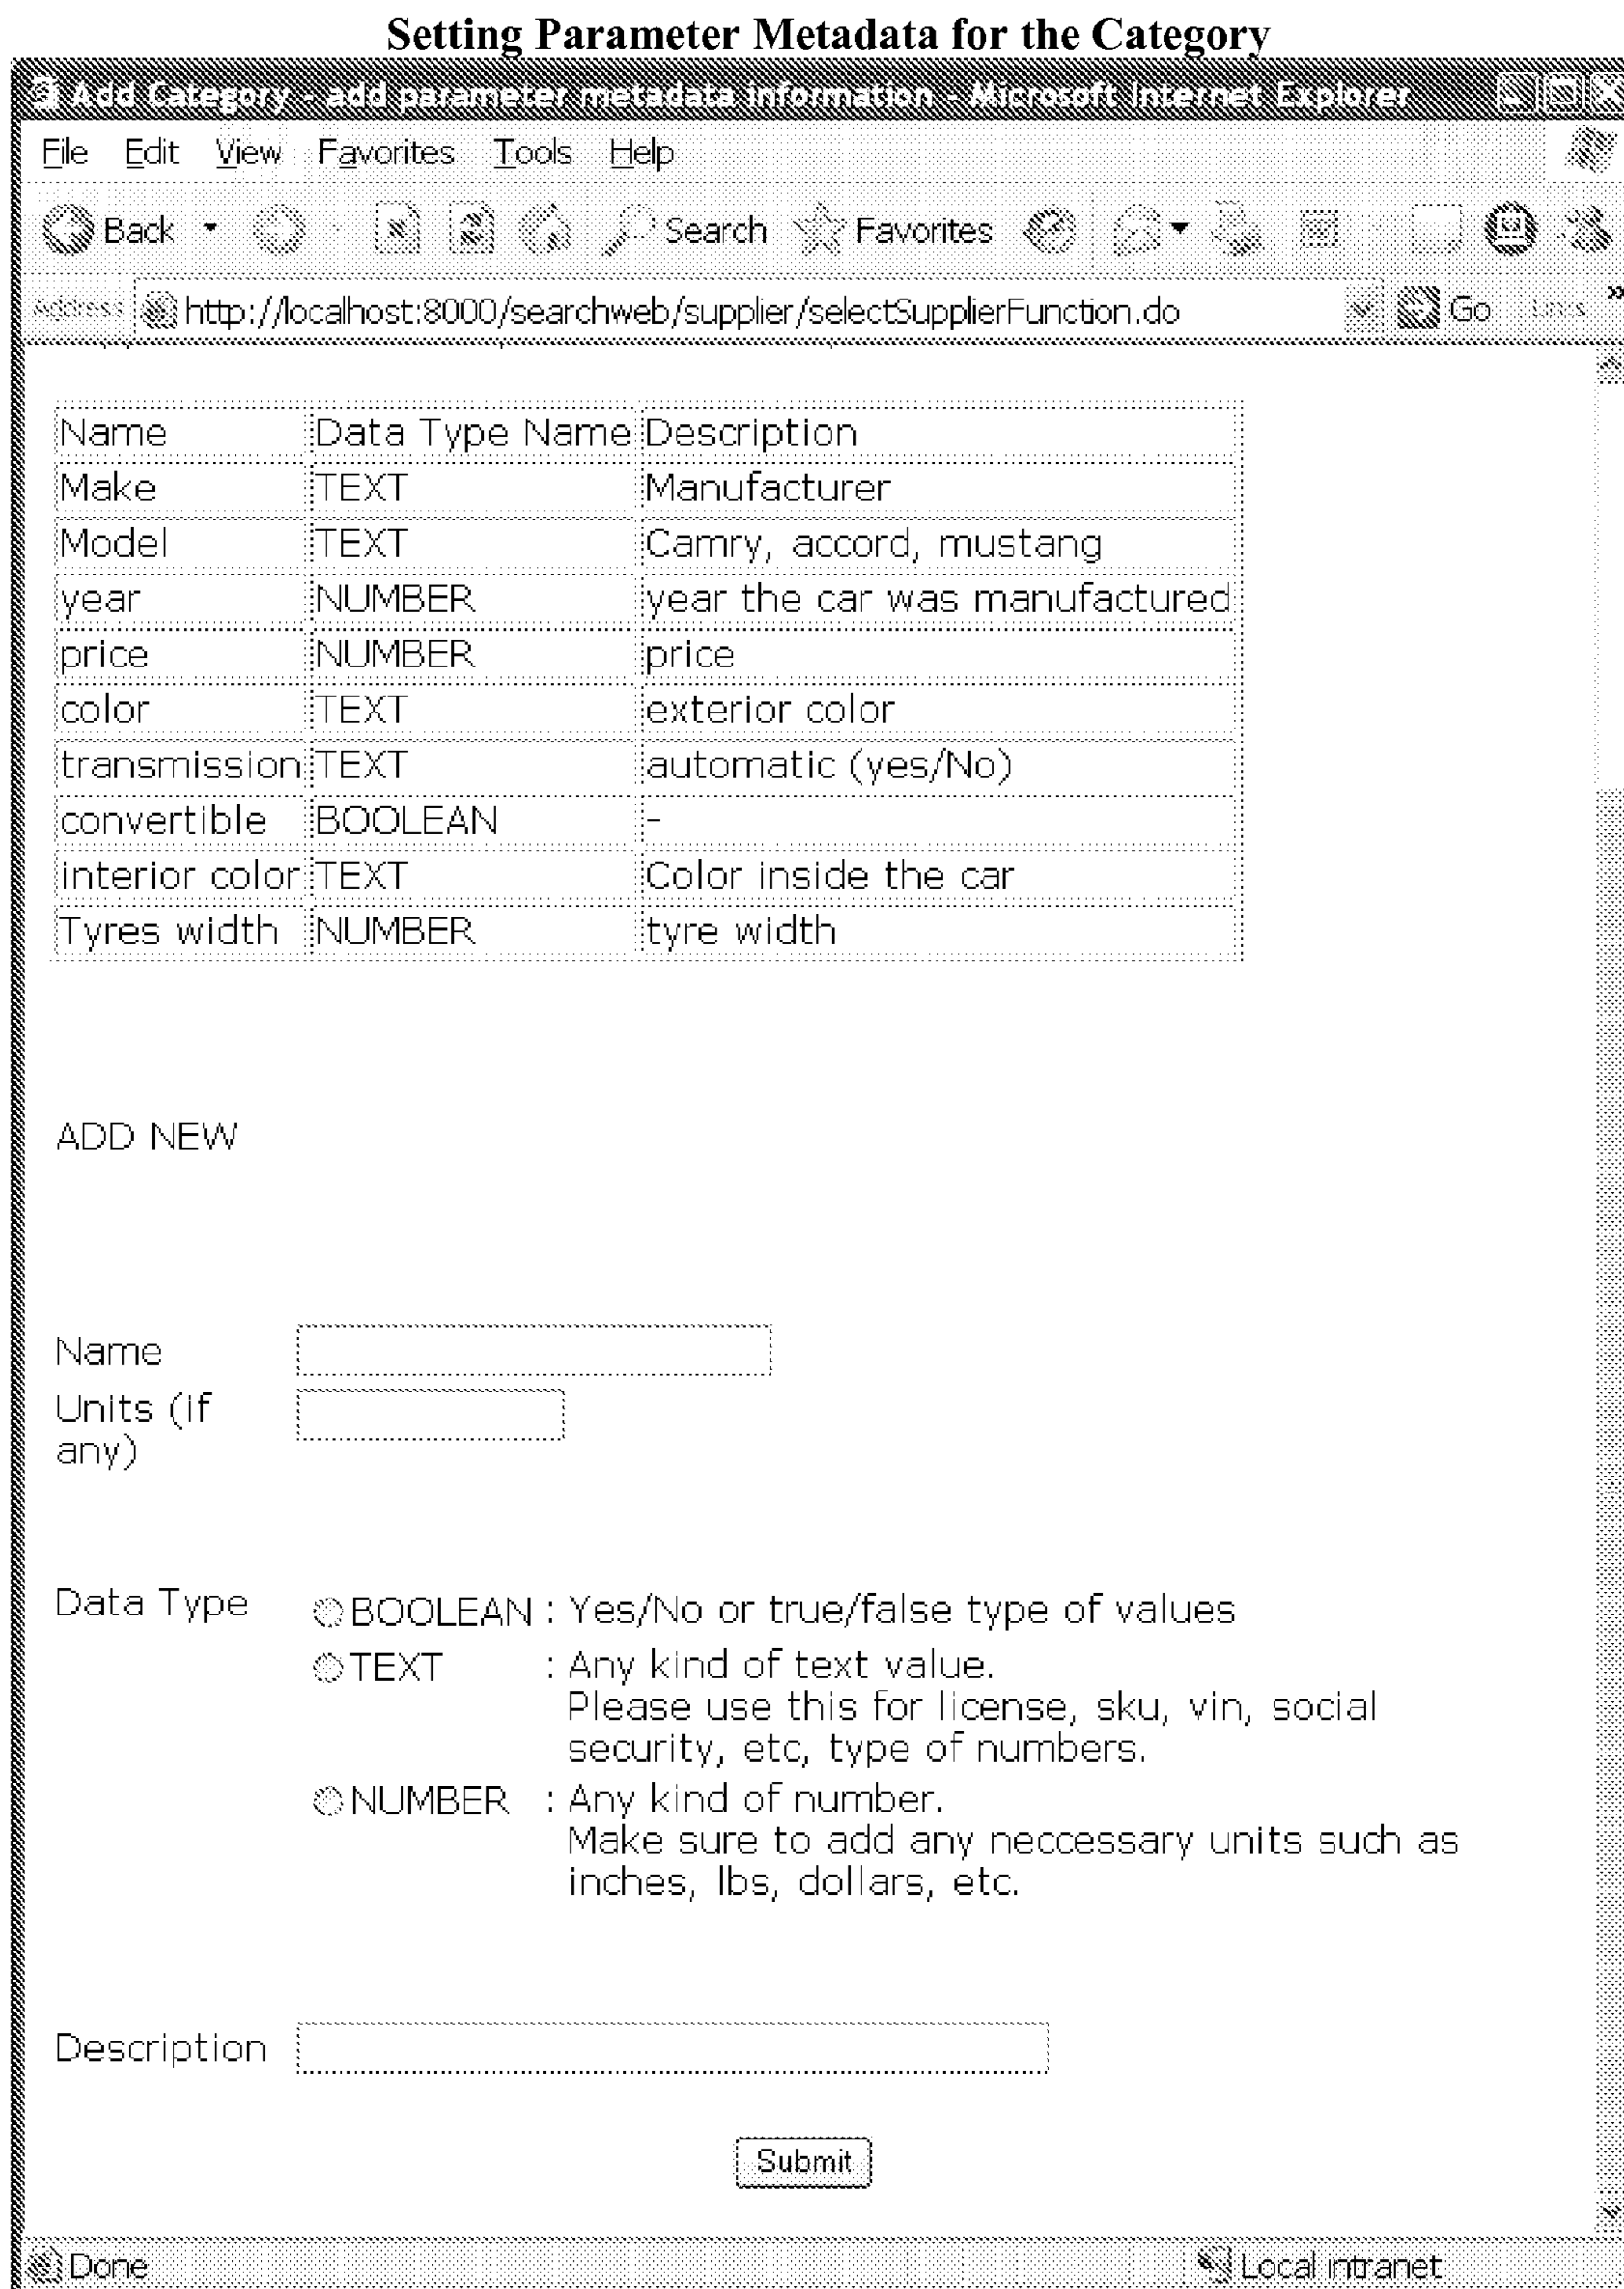 Setting Parameter Metadata for the Category
Add Category - add parameter metadata information - Microsoft Internet Explorer
File Edit View Favorites Tools Help
Back Search Favorites
Address http://localhost:8000/searchweb/supplier/selectSupplierFunction.do Go Links »
Name Data Type Name Description
Make TEXT Manufacturer
Model TEXT Camry, accord, mustang
year NUMBER year the car was manufactured
price NUMBER price
color TEXT exterior color
transmission TEXT automatic (yes/No)
convertible BOOLEAN -
interior color TEXT Color inside the car
Tyres width NUMBER tyre width
ADD NEW
Name
Units (if
any)
Data Type BOOLEAN : Yes/No or true/false type of values
TEXT : Any kind of text value.
Please use this for license, sku, vin, social
security, etc, type of numbers.
NUMBER : Any kind of number.
Make sure to add any neccessary units such as
inches, lbs, dollars, etc.
Description
Submit
Done Local intranet